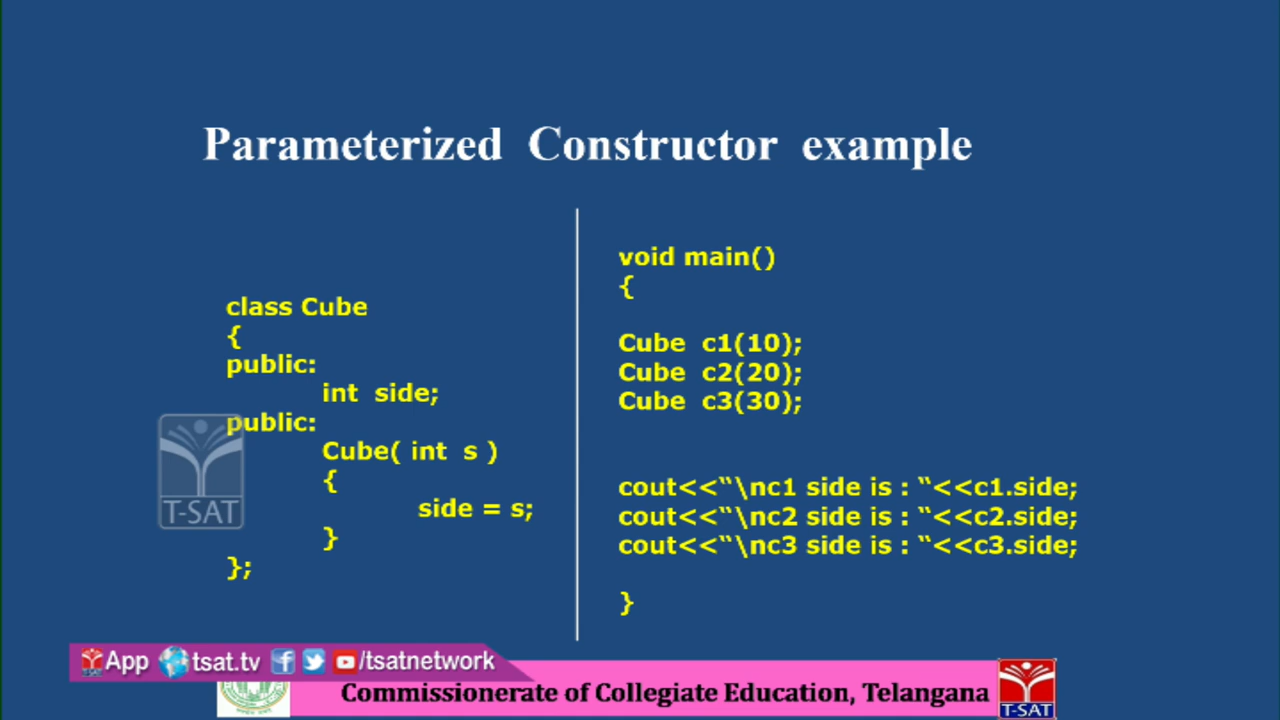 Parameterized Constructor example
class Cube
{
public:
int side;
public:
Cube( int s )
{
side = s;
}
};
void main()
{
Cube c1(10);
Cube c2(20);
Cube c3(30);
cout<<“\nc1 side is : “<<c1.side;
cout<<“\nc2 side is : “<<c2.side;
cout<<“\nc3 side is : “<<c3.side;
}
T-SAT
App tsat.tv /tsatnetwork
Commissionerate of Collegiate Education, Telangana
T-SAT